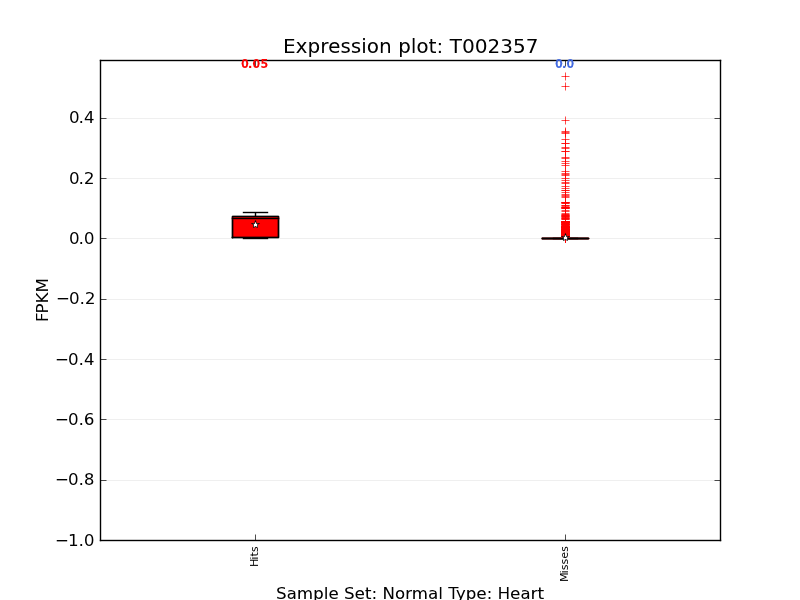 Expression plot: T002357
0.05
0.0
0.4
0.2
0.0
−0.2
−0.4
−0.6
−0.8
−1.0
FPKM
Hits
Misses
Sample Set: Normal Type: Heart